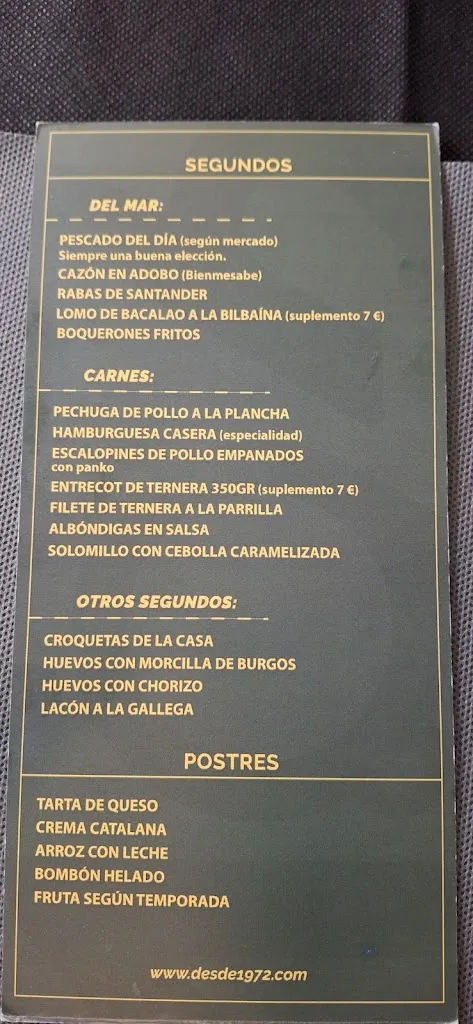 SEGUNDOS
DEL MAR:
PESCADO DEL DÍA (según mercado)
Siempre una buena elección.
CAZÓN EN ADOBO (Bienmesabe)
RABAS DE SANTANDER
LOMO DE BACALAO A LA BILBAÍNA (suplemento 7 €)
BOQUERONES FRITOS
CARNES:
PECHUGA DE POLLO A LA PLANCHA
HAMBURGUESA CASERA (especialidad)
ESCALOPINES DE POLLO EMPANADOS
con panko
ENTRECOT DE TERNERA 350GR (suplemento 7 €)
FILETE DE TERNERA A LA PARRILLA
ALBÓNDIGAS EN SALSA
SOLOMILLO CON CEBOLLA CARAMELIZADA
OTROS SEGUNDOS:
CROQUETAS DE LA CASA
HUEVOS CON MORCILLA DE BURGOS
HUEVOS CON CHORIZO
LACÓN A LA GALLEGA
POSTRES
TARTA DE QUESO
CREMA CATALANA
ARROZ CON LECHE
BOMBÓN HELADO
FRUTA SEGÚN TEMPORADA
www.desde1972.com